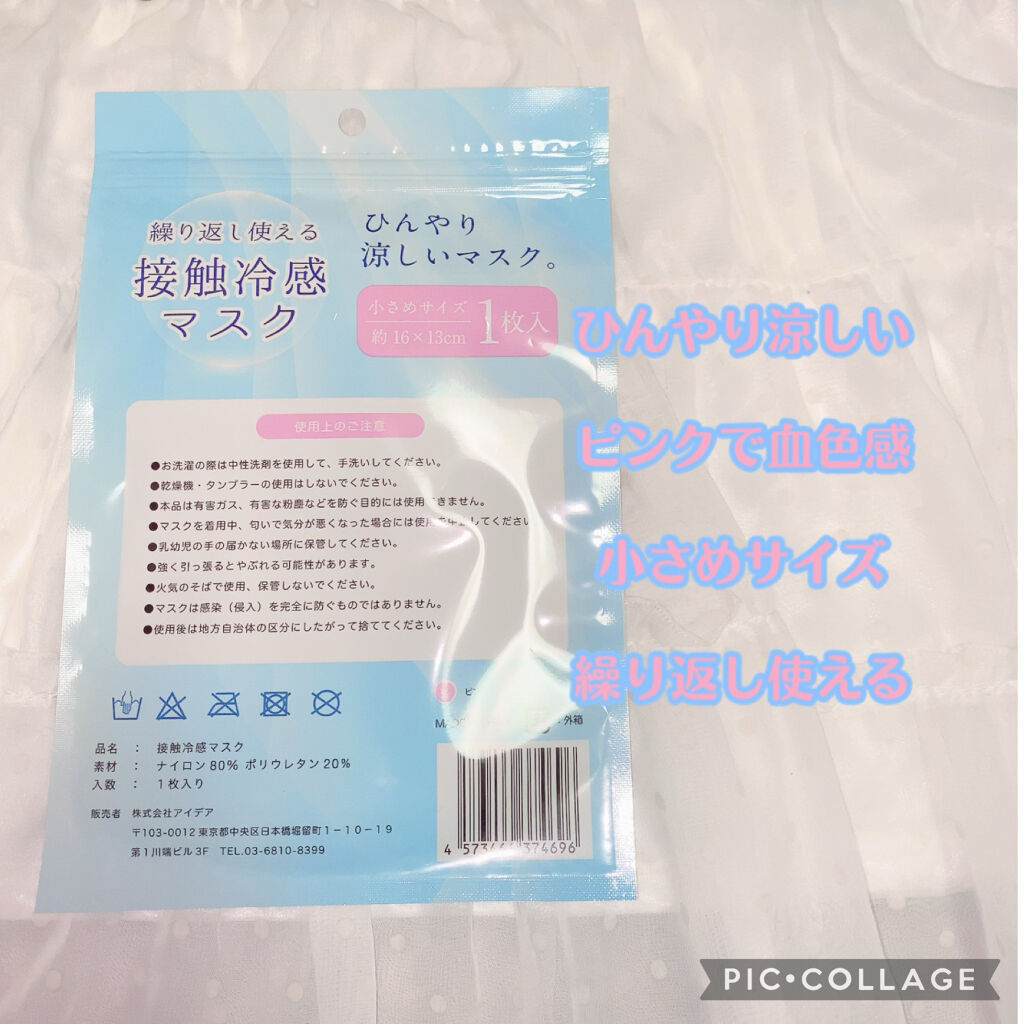 繰り返し使える
接触冷感
マスク
ひんやり
涼しいマスク。
小さめサイズ
約16×13cm
1枚入
使用上のご注意
●お洗濯の際は中性洗剤を使用して、手洗いしてください。
●乾燥機・タンブラーの使用はしないでください。
●本品は有害ガス、有害な粉塵などを防ぐ目的には使用できません。
●マスクを着用中、匂いで気分が悪くなった場合には使用を中止してください
●乳幼児の手の届かない場所に保管してください。
●強く引っ張るとやぶれる可能性があります。
●火気のそばで使用、保管しないでください。
●マスクは感染（侵入）を完全に防ぐものではありません。
●使用後は地方自治体の区分にしたがって捨ててください。
外箱
品名 ： 接触冷感マスク
素材 ： ナイロン80% ポリウレタン20%
入数 ： 1枚入り
販売者 株式会社アイデア
〒103-0012 東京都中央区日本橋堀留町1-10-19
第1川端ビル3F TEL.03-6810-8399
ひんやり涼しい
ピンクで血色感
小さめサイズ
繰り返し使える
PIC•COLLAGE